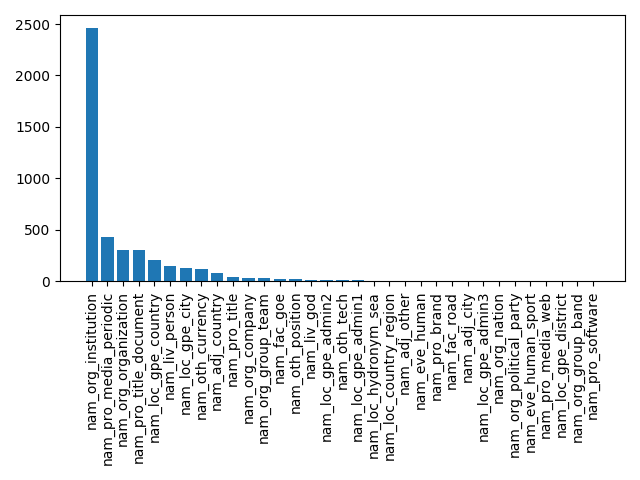 2500
2000
1500
1000
500
0
nam_org_institution
nam_pro_media_periodic
nam_org_organization
nam_pro_title_document
nam_loc_gpe_country
nam_liv_person
nam_loc_gpe_city
nam_oth_currency
nam_adj_country
nam_pro_title
nam_org_company
nam_org_group_team
nam_fac_goe
nam_oth_position
nam_liv_god
nam_loc_gpe_admin2
nam_oth_tech
nam_loc_gpe_admin1
nam_loc_hydronym_sea
nam_loc_country_region
nam_adj_other
nam_eve_human
nam_pro_brand
nam_fac_road
nam_adj_city
nam_loc_gpe_admin3
nam_org_nation
nam_org_political_party
nam_eve_human_sport
nam_pro_media_web
nam_loc_gpe_district
nam_org_group_band
nam_pro_software